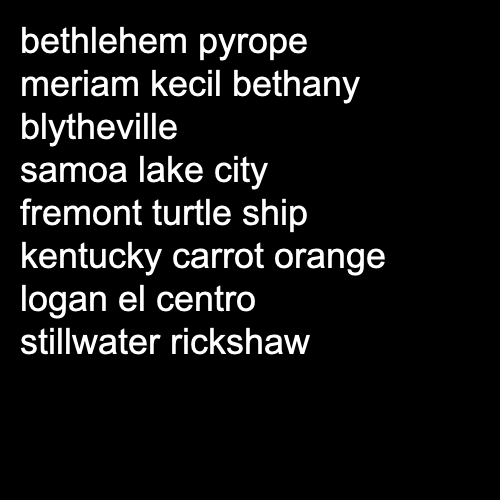 bethlehem pyrope
meriam kecil bethany
blytheville
samoa lake city
fremont turtle ship
kentucky carrot orange
logan el centro
stillwater rickshaw